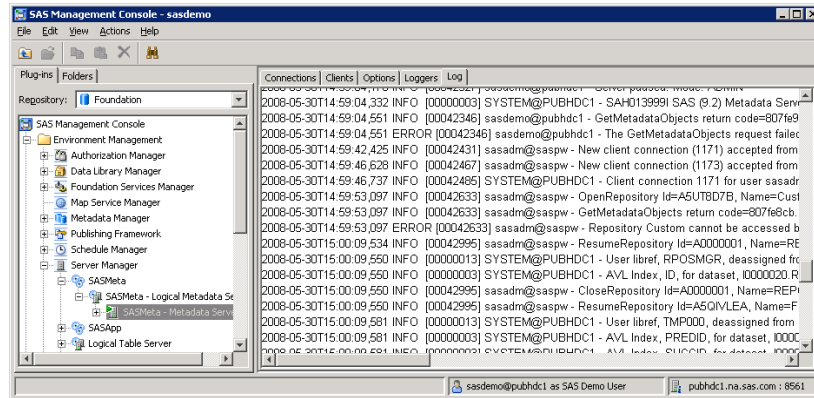 SAS Management Console - sasdemo
File Edit View Actions Help
Plug-ins Folders
Repository: Foundation
SAS Management Console
Environment Management
Authorization Manager
Data Library Manager
Foundation Services Manager
Map Service Manager
Metadata Manager
Publishing Framework
Schedule Manager
Server Manager
SASMeta
SASMeta - Logical Metadata Se
SASMeta - Metadata Serve
SASApp
Logical Table Server
Connections Clients Options Loggers Log
2008-05-30T14:59:04,332 INFO [00000003] SYSTEM@PUBHDC1 - SAH013999I SAS (9.2) Metadata Serve
2008-05-30T14:59:04,551 INFO [00042346] sasdemo@pubhdc1 - GetMetadataObjects return code=807fe9
2008-05-30T14:59:04,551 ERROR [00042346] sasdemo@pubhdc1 - The GetMetadataObjects request failed
2008-05-30T14:59:42,425 INFO [00042431] sasadm@saspw - New client connection (1171) accepted from
2008-05-30T14:59:46,628 INFO [00042467] sasadm@saspw - New client connection (1173) accepted from
2008-05-30T14:59:46,737 INFO [00042485] SYSTEM@PUBHDC1 - Client connection 1171 for user sasadm
2008-05-30T14:59:53,097 INFO [00042633] sasadm@saspw - OpenRepository Id=A5UT8D7B, Name=Cust
2008-05-30T14:59:53,097 INFO [00042633] sasadm@saspw - GetMetadataObjects return code=807fe8cb.
2008-05-30T14:59:53,097 ERROR [00042633] sasadm@saspw - Repository Custom cannot be accessed b
2008-05-30T15:00:09,534 INFO [00042995] sasadm@saspw - ResumeRepository Id=A0000001, Name=RE
2008-05-30T15:00:09,550 INFO [00000013] SYSTEM@PUBHDC1 - User libref, RPOSMGR, deassigned fro
2008-05-30T15:00:09,550 INFO [00000003] SYSTEM@PUBHDC1 - AVL Index, ID, for dataset, I0000020.R
2008-05-30T15:00:09,550 INFO [00042995] sasadm@saspw - CloseRepository Id=A0000001, Name=REP
2008-05-30T15:00:09,550 INFO [00042995] sasadm@saspw - ResumeRepository Id=A5QIVLEA, Name=F
2008-05-30T15:00:09,581 INFO [00000013] SYSTEM@PUBHDC1 - User libref, TMP000, deassigned from
2008-05-30T15:00:09,581 INFO [00000003] SYSTEM@PUBHDC1 - AVL Index, PREDID, for dataset, I0000
sasdemo@pubhdc1 as SAS Demo User
pubhdc1.na.sas.com : 8561